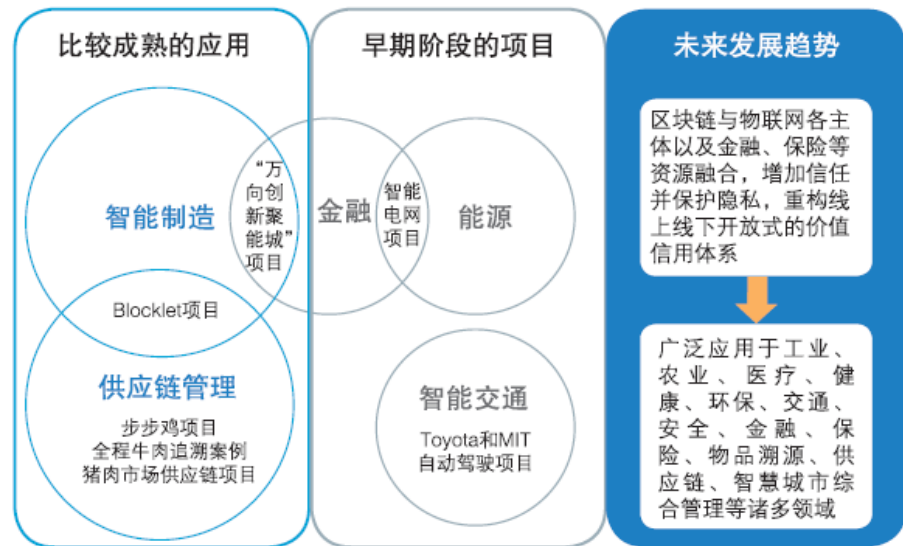 比较成熟的应用
智能制造
“万
向创
新聚
能城”
项目
Blocklet项目
供应链管理
步步鸡项目
全程牛肉追溯案例
猪肉市场供应链项目
早期阶段的项目
金融
智能
电网
项目
能源
智能交通
Toyota和MIT
自动驾驶项目
未来发展趋势
区块链与物联网各主
体以及金融、保险等
资源融合，增加信任
并保护隐私，重构线
上线下开放式的价值
信用体系
广泛应用于工业、
农业、医疗、健
康、环保、交通、
安全、金融、保
险、物品溯源、供
应链、智慧城市综
合管理等诸多领域